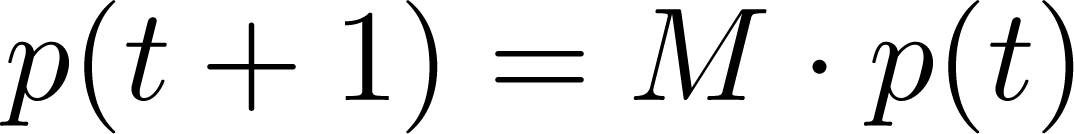 p(t + 1) = M · p(t)